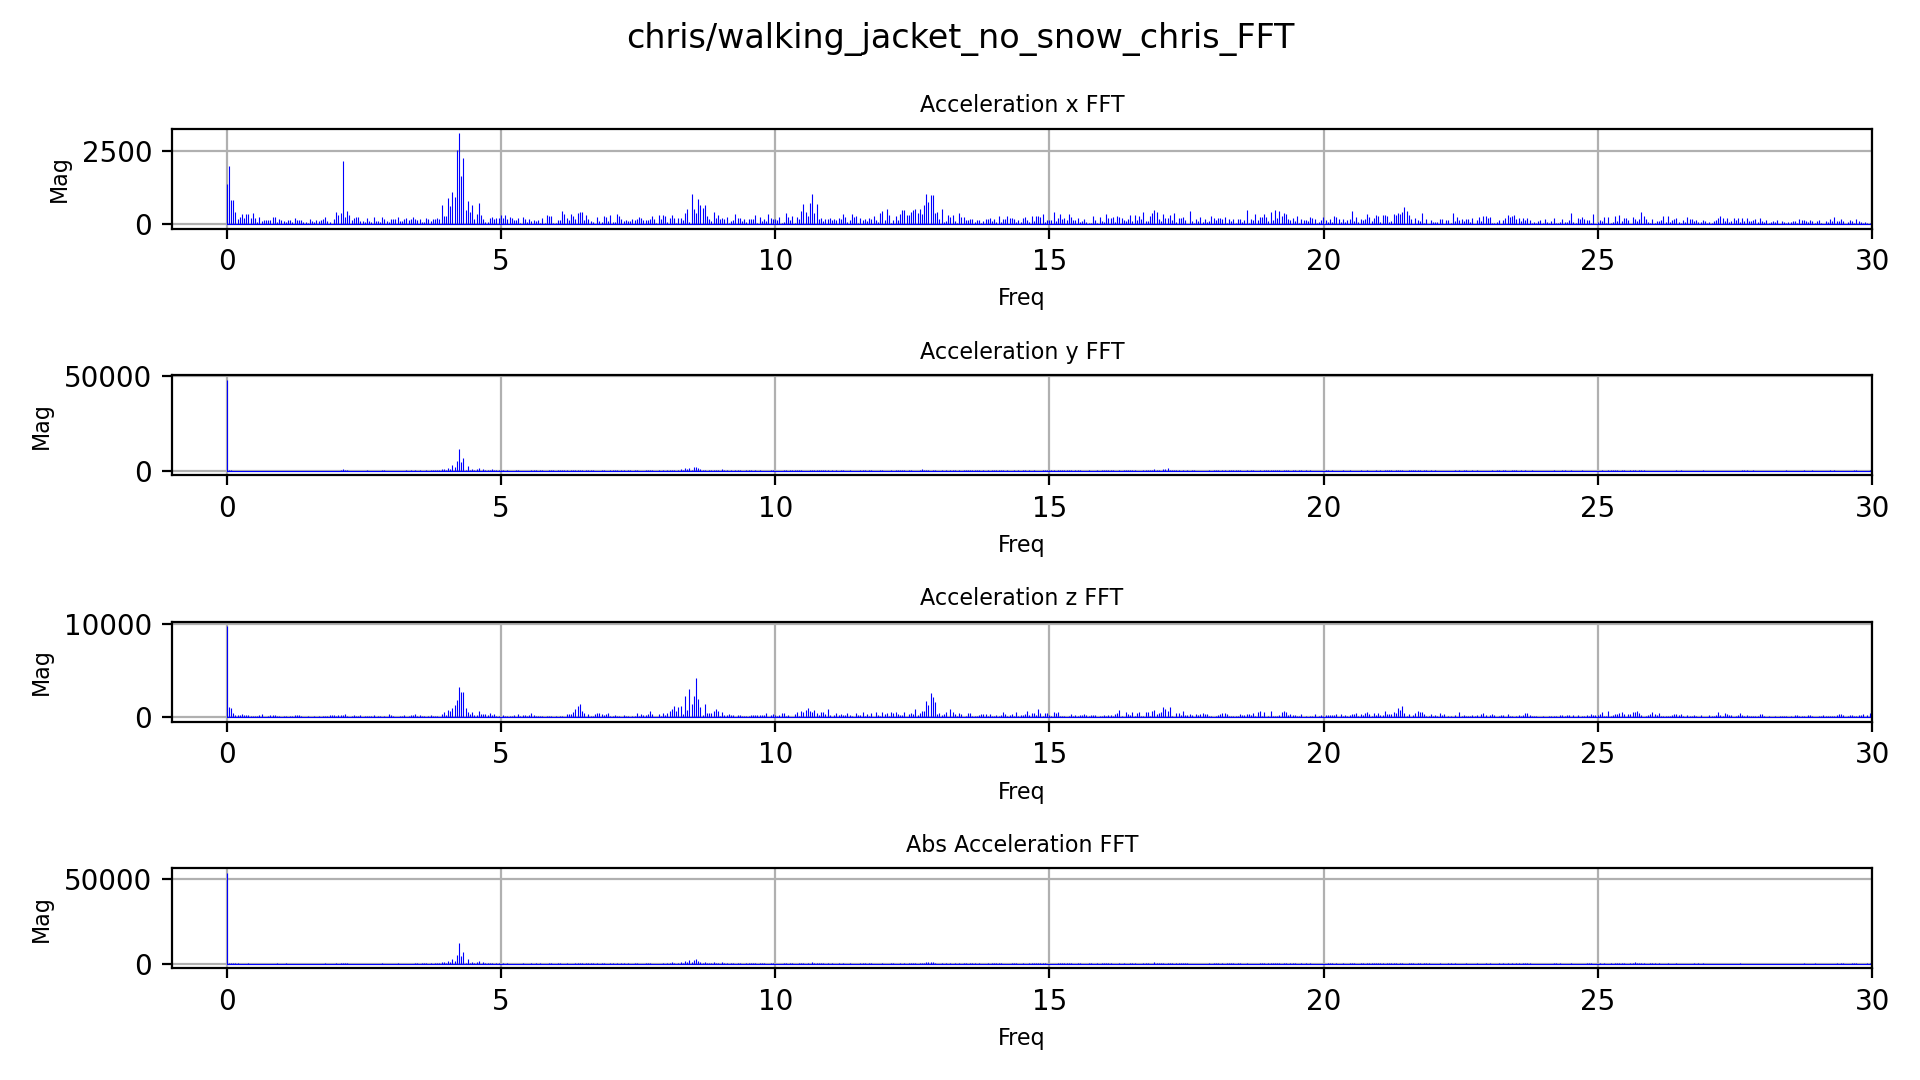 chris/walking_jacket_no_snow_chris_FFT
Acceleration x FFT
Mag
2500
0
0 5 10 15 20 25 30
Freq
Acceleration y FFT
Mag
50000
0
0 5 10 15 20 25 30
Freq
Acceleration z FFT
Mag
10000
0
0 5 10 15 20 25 30
Freq
Abs Acceleration FFT
Mag
50000
0
0 5 10 15 20 25 30
Freq